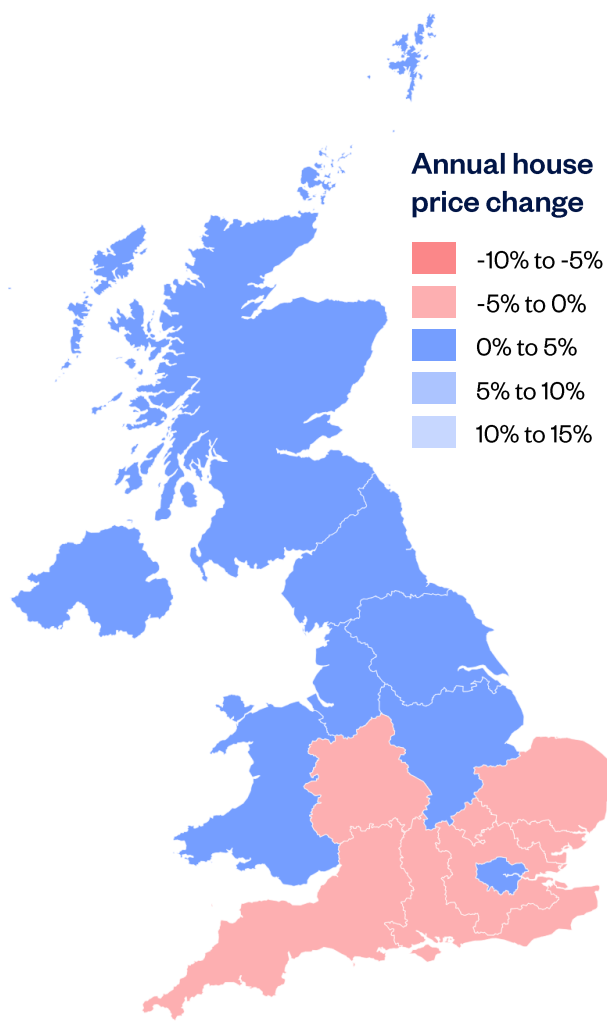 Annual house
price change
-10% to -5%
-5% to 0%
0% to 5%
5% to 10%
10% to 15%